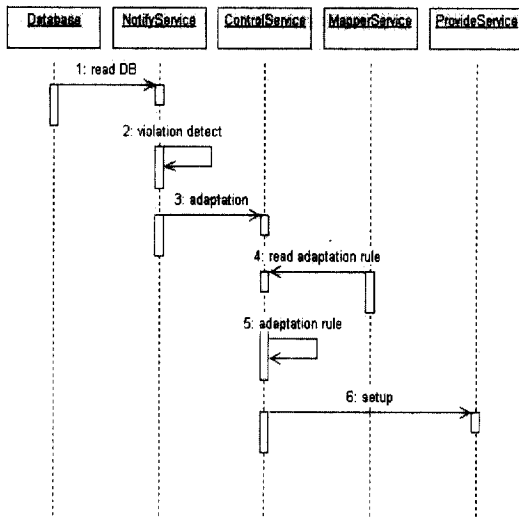 Database
NotifyService
ControlService
MapperService
ProvideService
1: read DB
2: violation detect
3: adaptation
4: read adaptation rule
5: adaptation rule
6: setup